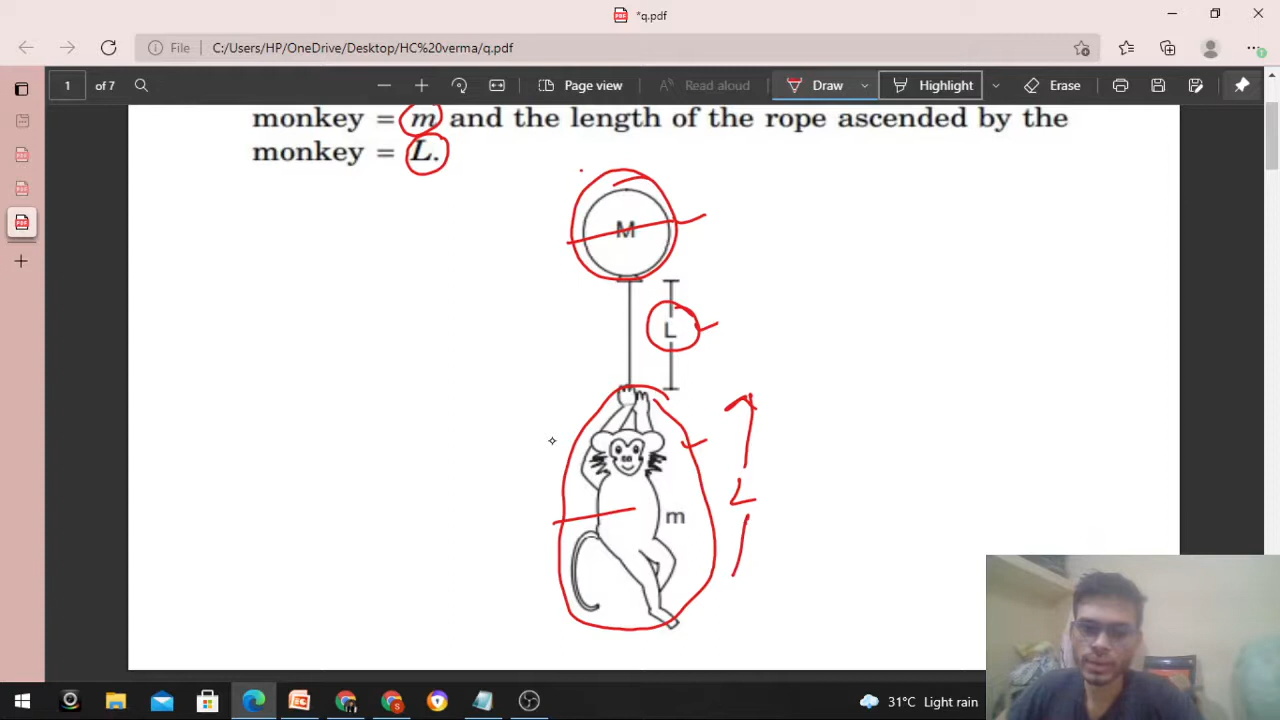 *q.pdf
File
C:/Users/HP/OneDrive/Desktop/HC%20verma/q.pdf
1 of 7
Page view
Read aloud
Draw
Highlight
Erase
monkey = m and the length of the rope ascended by the
monkey = L.
M
L
m
L
31°C Light rain